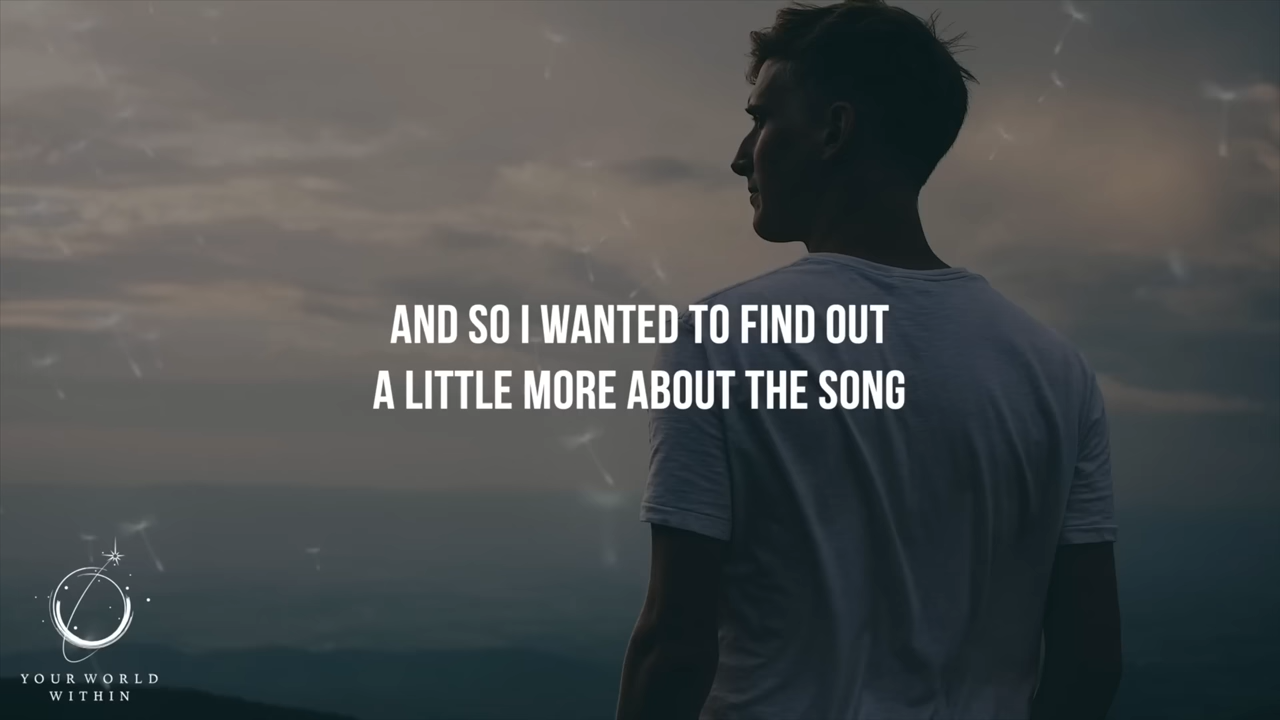 AND SO I WANTED TO FIND OUT
A LITTLE MORE ABOUT THE SONG
YOUR WORLD
WITHIN